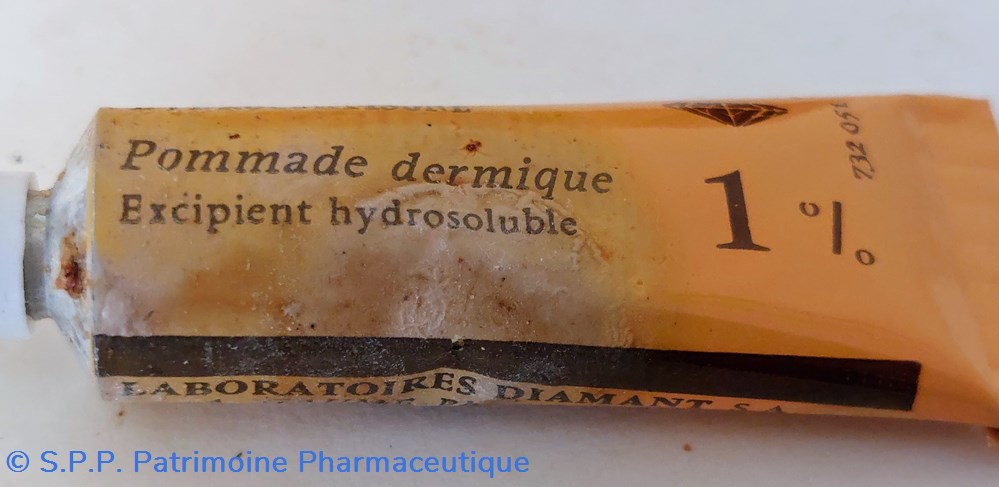 Pommade dermique
Excipient hydrosoluble
1 %
732 051
LABORATOIRES DIAMANT S.A.
© S.P.P. Patrimoine Pharmaceutique